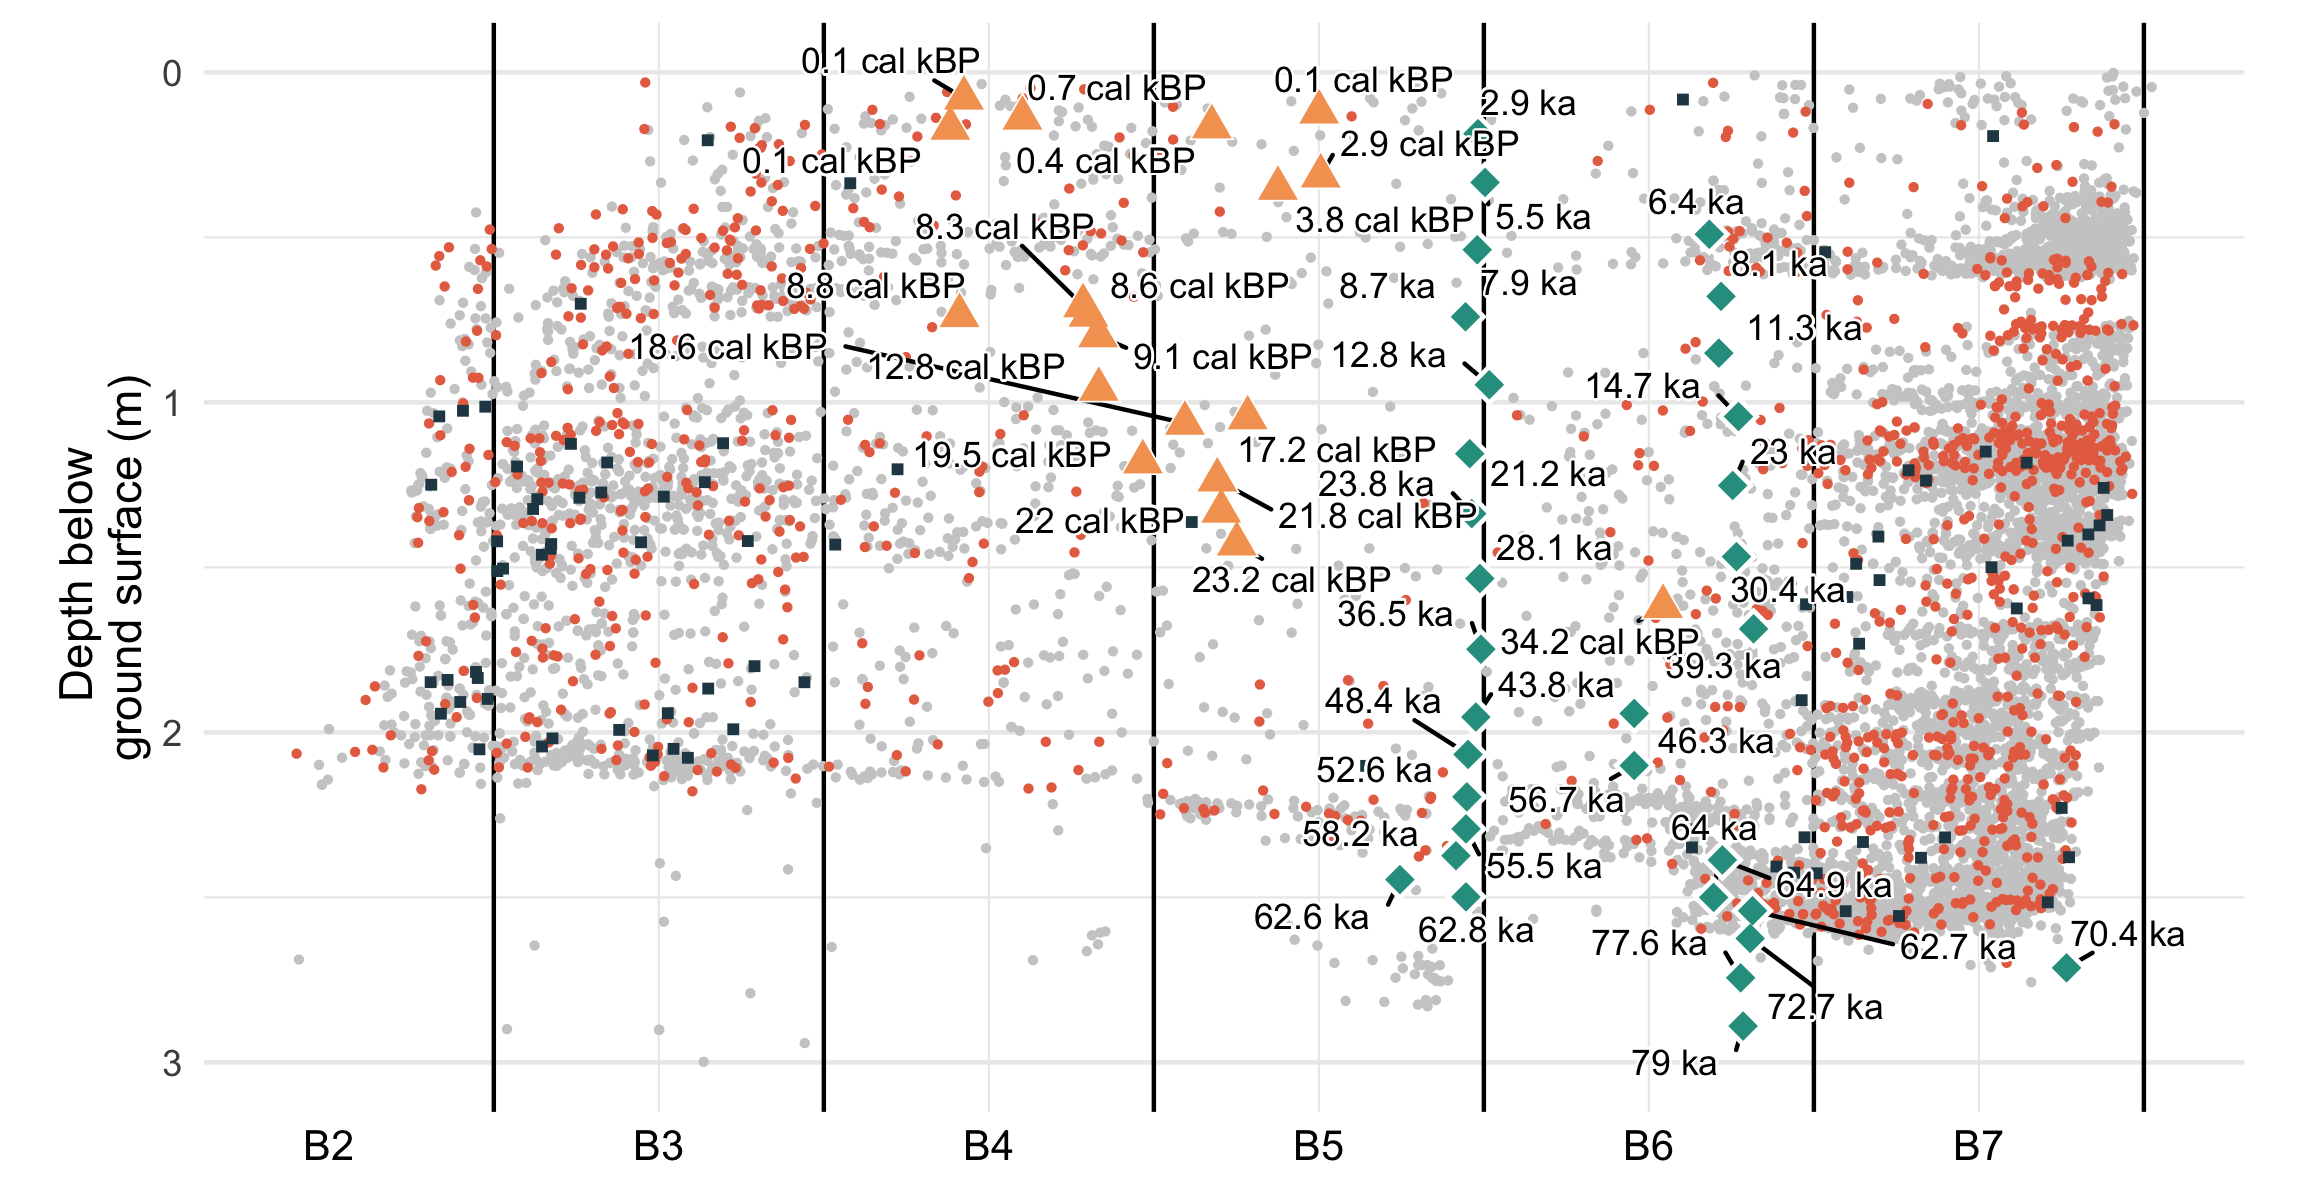 0
0.1 cal kBP
0.7 cal kBP
0.1 cal kBP
2.9 ka
0.1 cal kBP
0.4 cal kBP
2.9 cal kBP
6.4 ka
8.3 cal kBP
3.8 cal kBP
5.5 ka
8.1 ka
8.8 cal kBP
8.6 cal kBP
8.7 ka
7.9 ka
11.3 ka
18.6 cal kBP
12.8 cal kBP
9.1 cal kBP
12.8 ka
14.7 ka
1
19.5 cal kBP
17.2 cal kBP
23 ka
23.8 ka
21.2 ka
22 cal kBP
21.8 cal kBP
28.1 ka
23.2 cal kBP
30.4 ka
36.5 ka
34.2 cal kBP
39.3 ka
48.4 ka
43.8 ka
2
46.3 ka
52.6 ka
56.7 ka
58.2 ka
64 ka
55.5 ka
64.9 ka
62.6 ka
62.8 ka
77.6 ka
62.7 ka
70.4 ka
72.7 ka
3
79 ka
Depth below
ground surface (m)
B2
B3
B4
B5
B6
B7